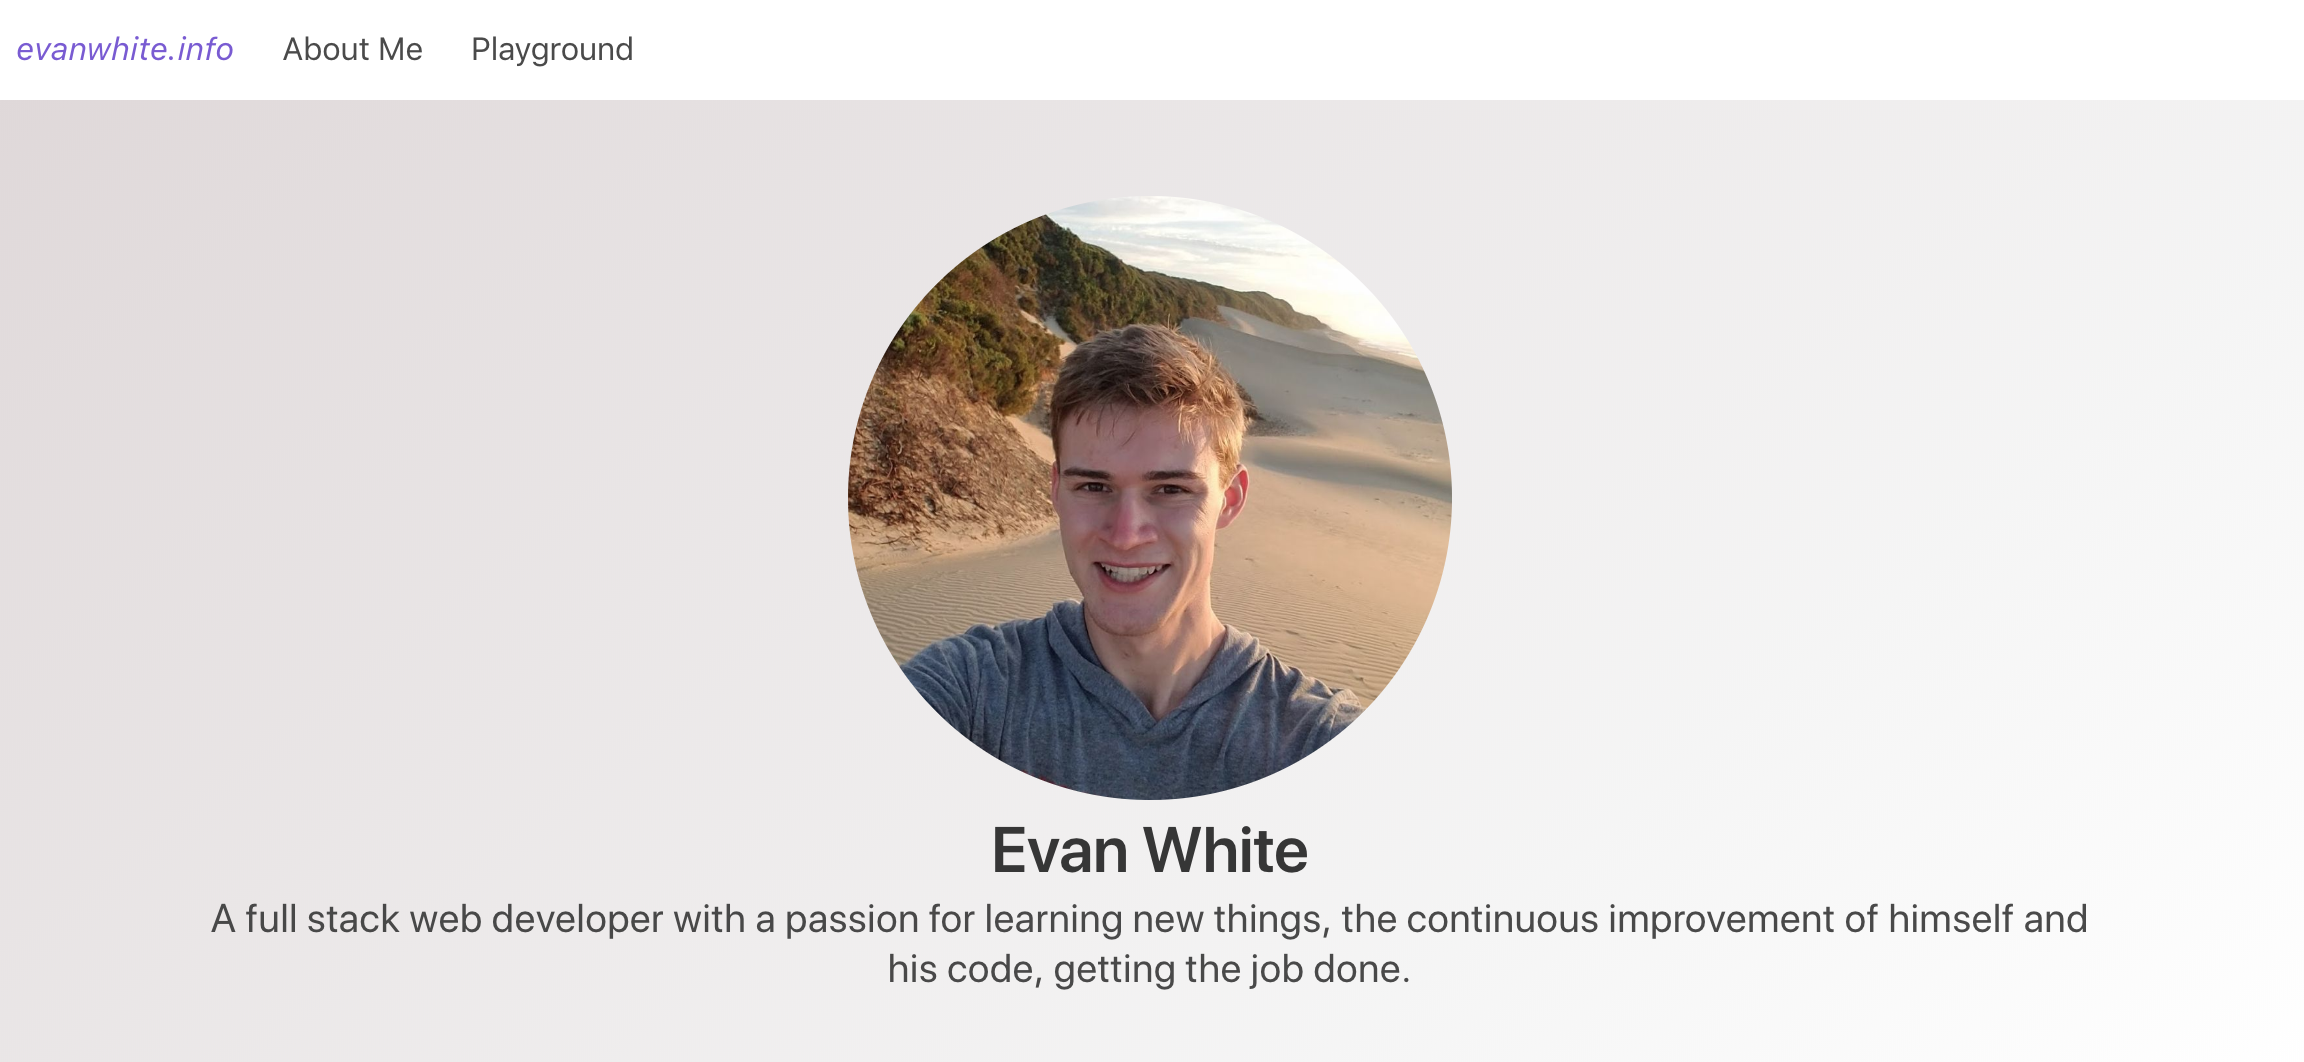 evanwhite.info About Me Playground
Evan White
A full stack web developer with a passion for learning new things, the continuous improvement of himself and
his code, getting the job done.